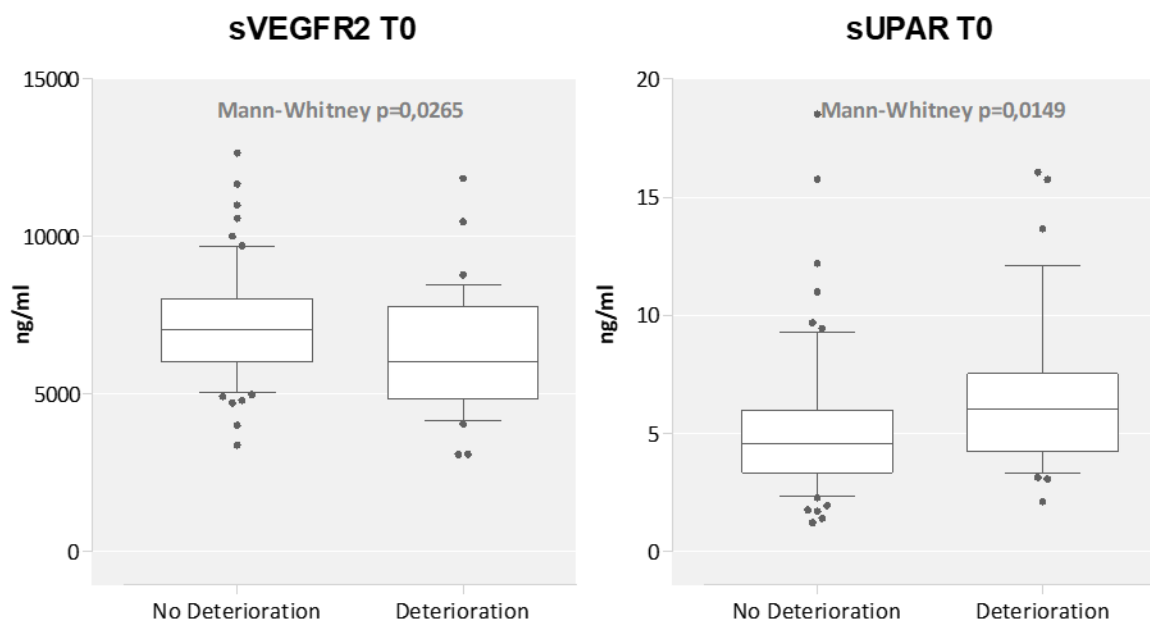 sVEGFR2 T0
15000
Mann-Whitney p=0,0265
10000
ng/ml
5000
0
No Deterioration
Deterioration
sUPAR T0
20
Mann-Whitney p=0,0149
15
ng/ml
10
5
0
No Deterioration
Deterioration